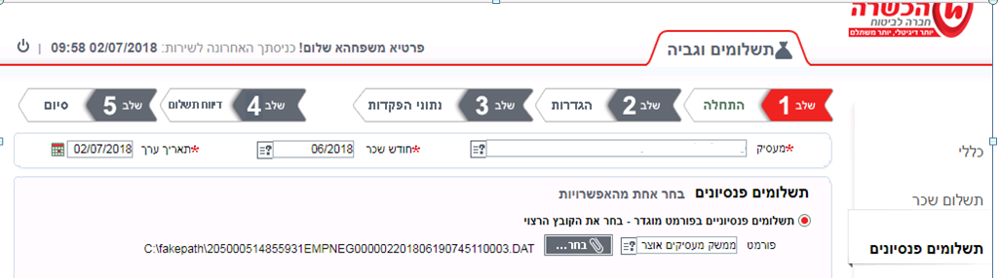 הכשרה
חברה לביטוח
יותר דיגיטלי, יותר משתלם
פרטיא משפחהא שלום! כניסתך האחרונה לשירות: 02/07/2018 09:58 |
תשלומים וגביה
שלב 1 התחלה שלב 2 הגדרות שלב 3 נתוני הפקדות שלב 4 דיווח תשלום שלב 5 סיום
*מעסיק *חודש שכר 06/2018 *תאריך ערך 02/07/2018
כללי
תשלום שכר
תשלומים פנסיונים
תשלומים פנסיונים בחר אחת מהאפשרויות
תשלומים פנסיוניים בפורמט מוגדר - בחר את הקובץ הרצוי
פורמט ממשק מעסיקים אוצר בחר... C:\fakepath\205000514855931EMPNEG000002201806190745110003.DAT